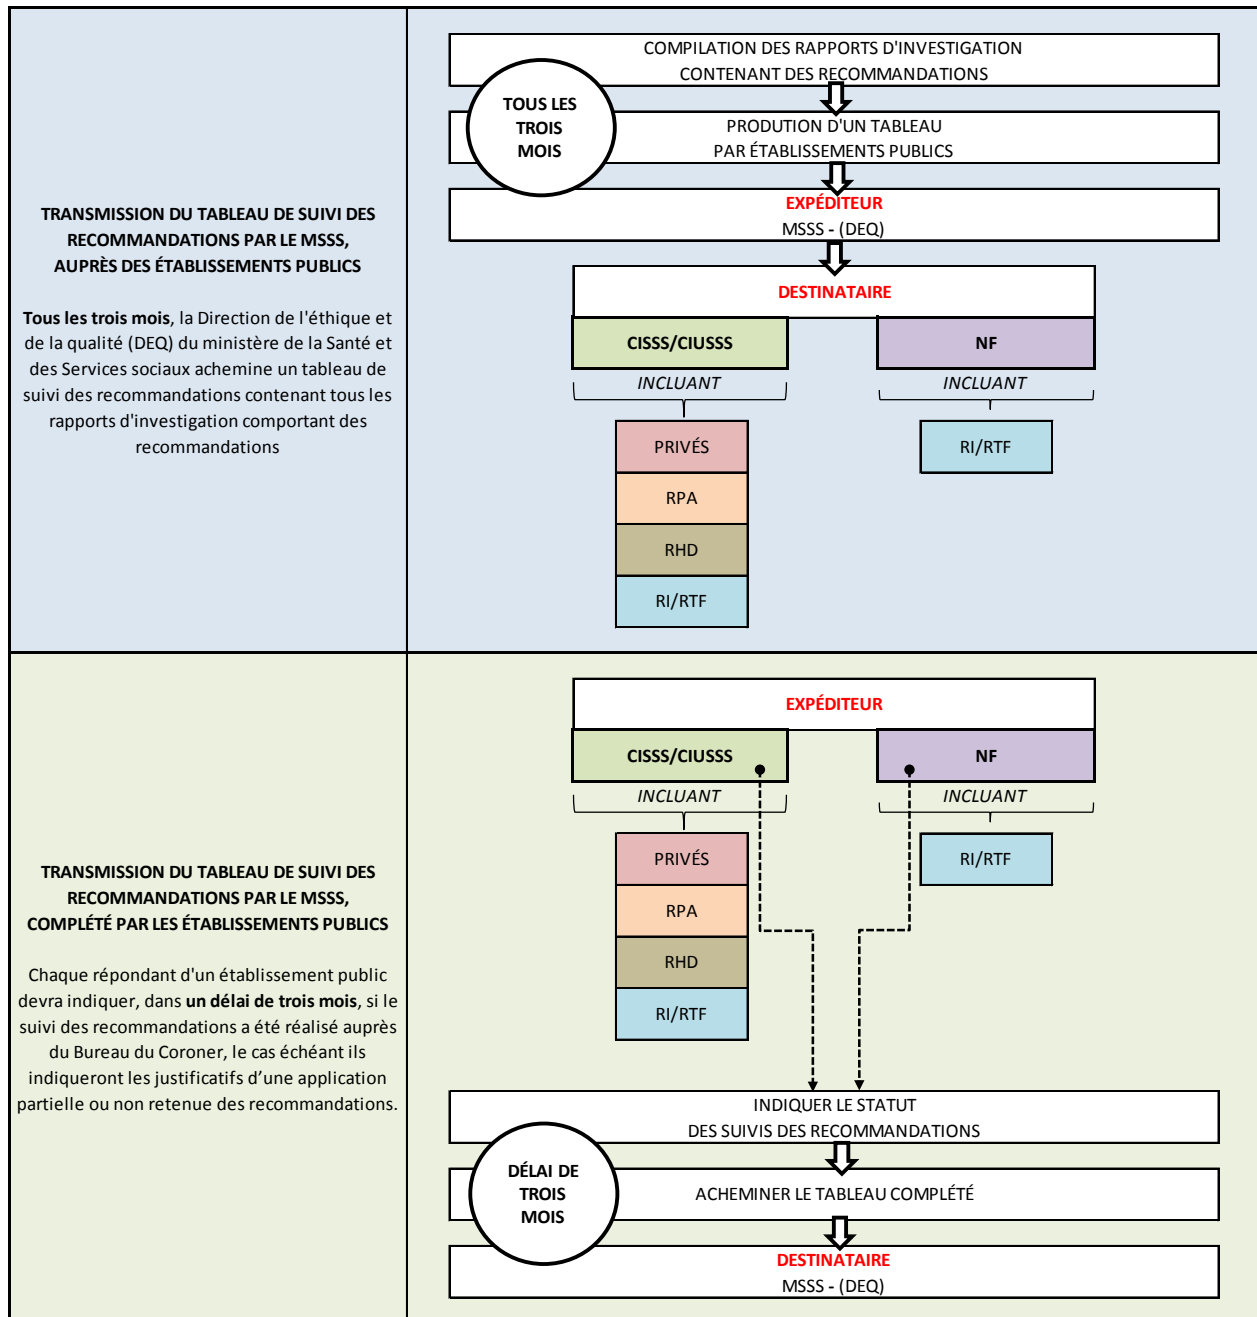 TRANSMISSION DU TABLEAU DE SUIVI DES
RECOMMANDATIONS PAR LE MSSS,
AUPRÈS DES ÉTABLISSEMENTS PUBLICS
Tous les trois mois, la Direction de l'éthique et
de la qualité (DEQ) du ministère de la Santé et
des Services sociaux achemine un tableau de
suivi des recommandations contenant tous les
rapports d'investigation comportant des
recommandations
COMPILATION DES RAPPORTS D'INVESTIGATION
CONTENANT DES RECOMMANDATIONS
TOUS LES
TROIS
MOIS
PRODUTION D'UN TABLEAU
PAR ÉTABLISSEMENTS PUBLICS
EXPÉDITEUR
MSSS - (DEQ)
DESTINATAIRE
CISSS/CIUSSS
NF
INCLUANT
INCLUANT
PRIVÉS
RI/RTF
RPA
RHD
RI/RTF
TRANSMISSION DU TABLEAU DE SUIVI DES
RECOMMANDATIONS PAR LE MSSS,
COMPLÉTÉ PAR LES ÉTABLISSEMENTS PUBLICS
Chaque répondant d'un établissement public
devra indiquer, dans un délai de trois mois, si le
suivi des recommandations a été réalisé auprès
du Bureau du Coroner, le cas échéant ils
indiqueront les justificatifs d’une application
partielle ou non retenue des recommandations.
EXPÉDITEUR
CISSS/CIUSSS
NF
INCLUANT
INCLUANT
PRIVÉS
RI/RTF
RPA
RHD
RI/RTF
INDIQUER LE STATUT
DES SUIVIS DES RECOMMANDATIONS
DÉLAI DE
TROIS
MOIS
ACHEMINER LE TABLEAU COMPLÉTÉ
DESTINATAIRE
MSSS - (DEQ)